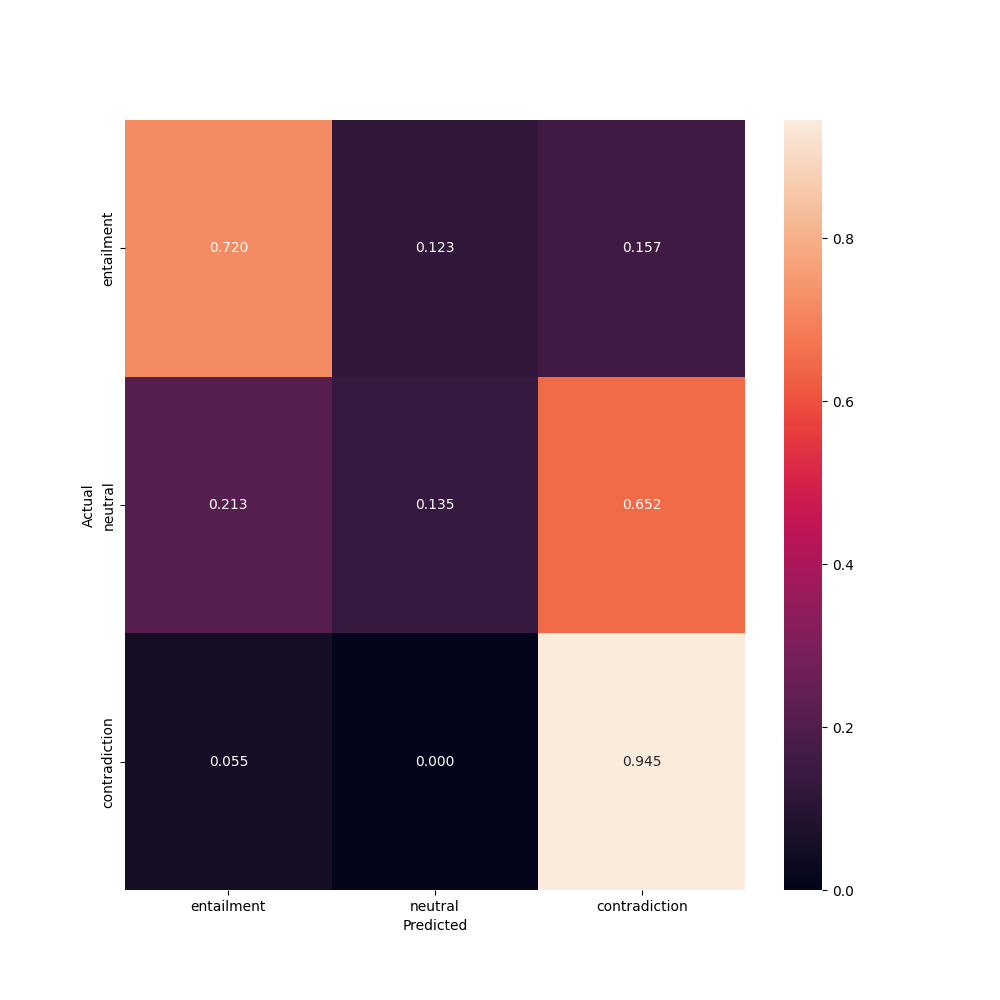 entailment
0.720 0.123 0.157
0.8
0.6
Actual
neutral
0.213 0.135 0.652
0.4
0.2
contradiction
0.055 0.000 0.945
0.0
entailment neutral contradiction
Predicted